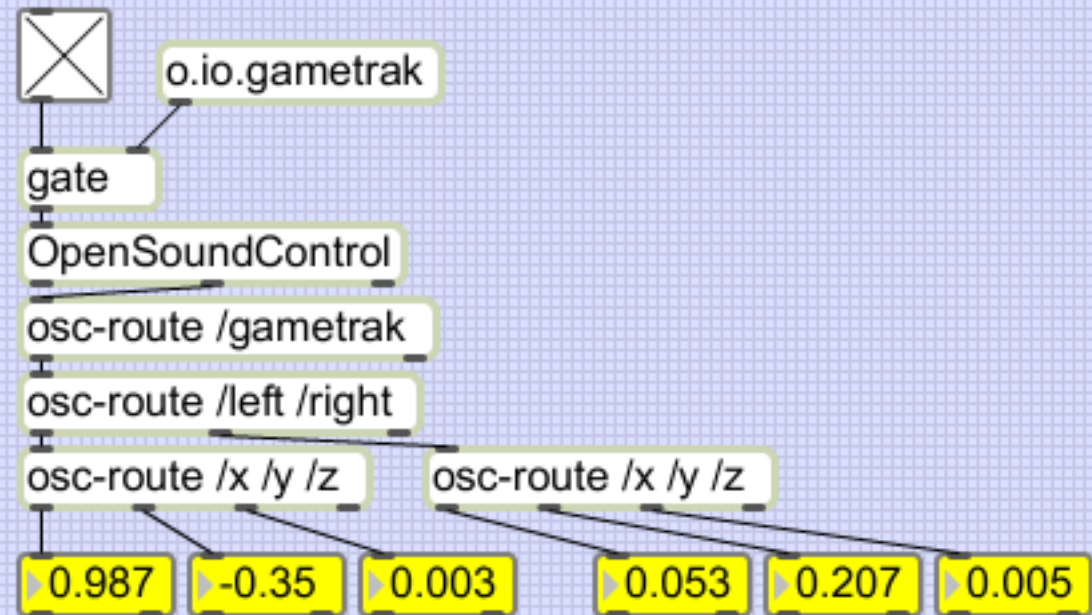 o.io.gametrak
gate
OpenSoundControl
osc-route /gametrak
osc-route /left /right
osc-route /x /y /z osc-route /x /y /z
0.987 -0.35 0.003 0.053 0.207 0.005